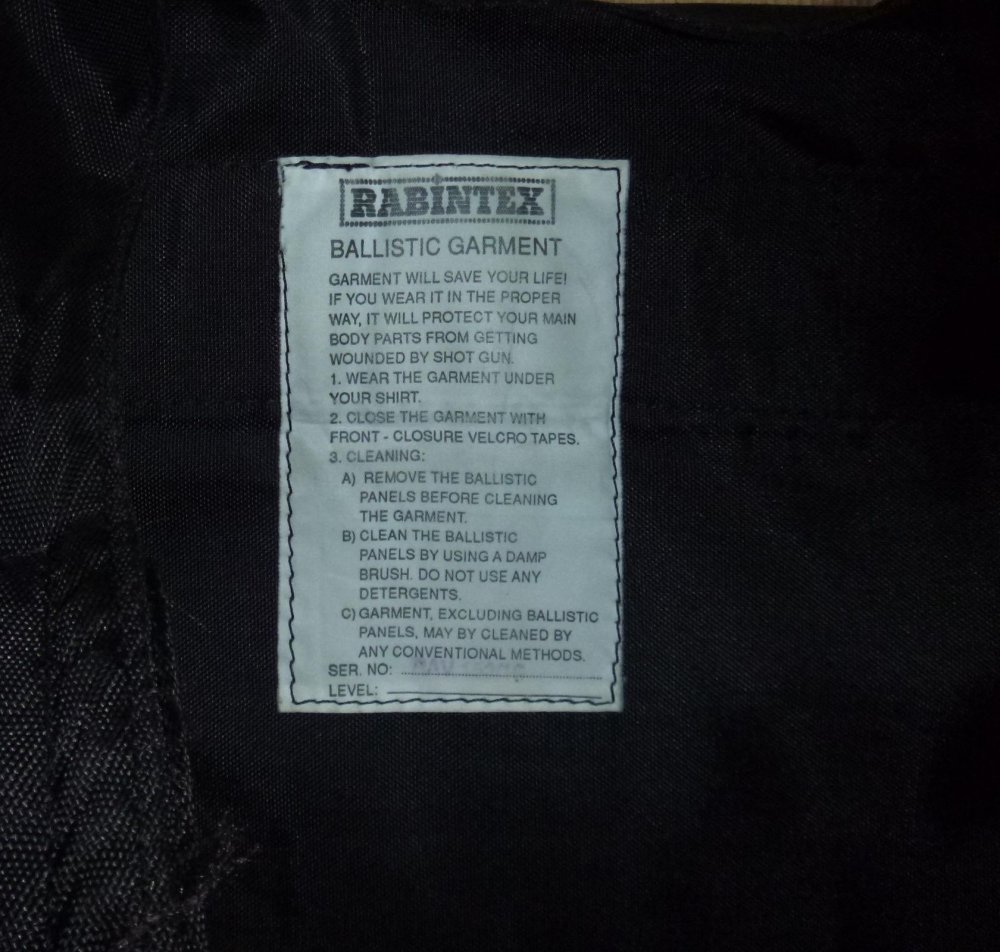 RABINTEX
BALLISTIC GARMENT
GARMENT WILL SAVE YOUR LIFE!
IF YOU WEAR IT IN THE PROPER
WAY, IT WILL PROTECT YOUR MAIN
BODY PARTS FROM GETTING
WOUNDED BY SHOT GUN.
1. WEAR THE GARMENT UNDER
YOUR SHIRT.
2. CLOSE THE GARMENT WITH
FRONT - CLOSURE VELCRO TAPES.
3. CLEANING:
A) REMOVE THE BALLISTIC
PANELS BEFORE CLEANING
THE GARMENT.
B) CLEAN THE BALLISTIC
PANELS BY USING A DAMP
BRUSH. DO NOT USE ANY
DETERGENTS.
C) GARMENT, EXCLUDING BALLISTIC
PANELS, MAY BY CLEANED BY
ANY CONVENTIONAL METHODS.
SER. NO:
LEVEL: